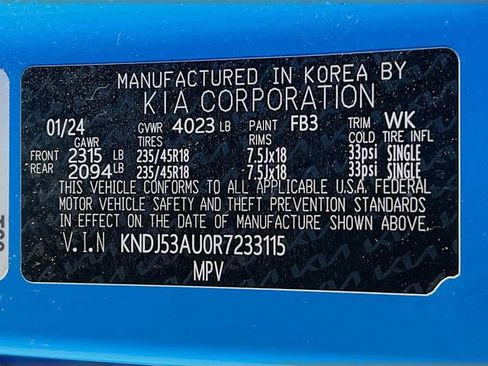 MANUFACTURED IN KOREA BY
KIA CORPORATION
01/24 GVWR 4023 LB PAINT FB3 TRIM WK
GAWR TIRES RIMS COLD TIRE INFL
FRONT 2315 LB 235/45R18 7.5Jx18 33psi SINGLE
REAR 2094 LB 235/45R18 7.5Jx18 33psi SINGLE
THIS VEHICLE CONFORMS TO ALL APPLICABLE U.S.A. FEDERAL
MOTOR VEHICLE SAFETY AND THEFT PREVENTION STANDARDS
IN EFFECT ON THE DATE OF MANUFACTURE SHOWN ABOVE.
V.I.N KNDJ53AU0R7233115
MPV